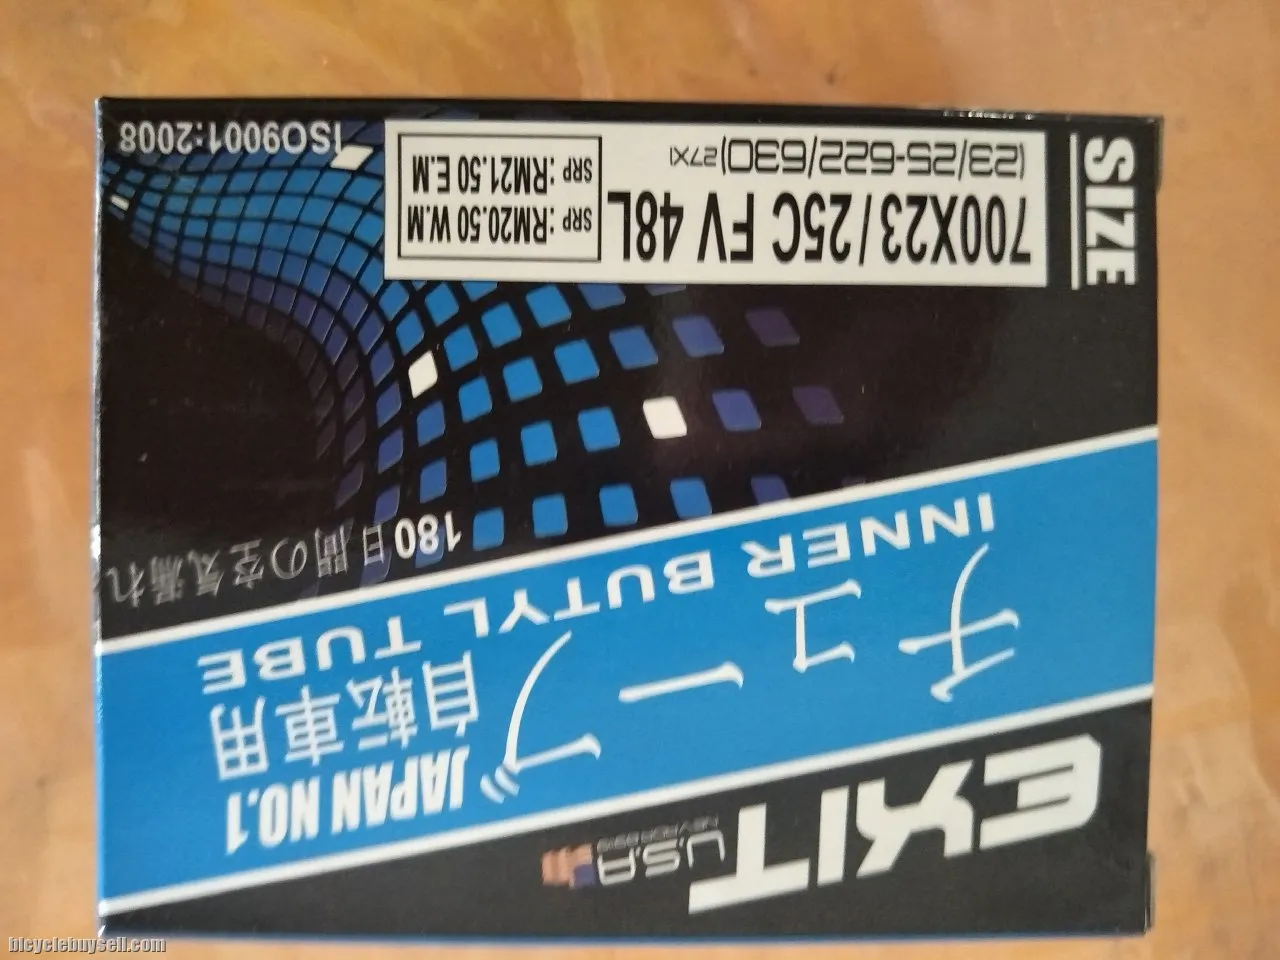 EXIT
U.S.A
JAPAN NO.1
チューブ
自転車用
INNER BUTYL TUBE
180日間の空気漏れ
SIZE
700X23/25C FV 48L
(23/25-622/630)27X1
SRP : RM20.50 W.M
SRP : RM21.50 E.M
ISO9001:2008
bicyclebuysell.com